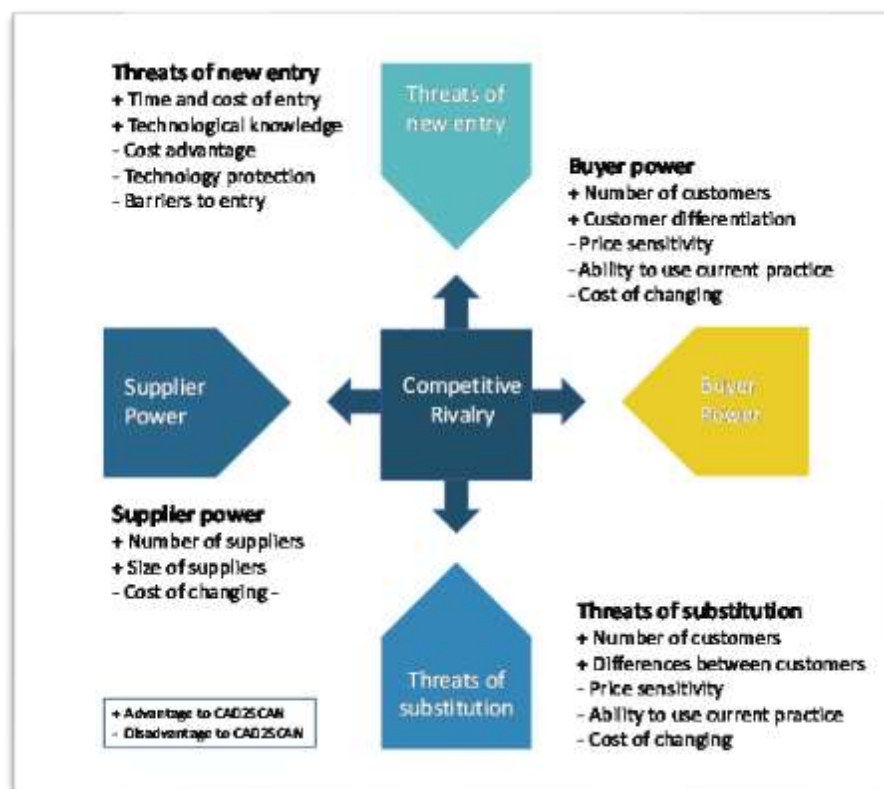 Threats of new entry
+ Time and cost of entry
+ Technological knowledge
- Cost advantage
- Technology protection
- Barriers to entry
Threats of
new entry
Buyer power
+ Number of customers
+ Customer differentiation
- Price sensitivity
- Ability to use current practice
- Cost of changing
Supplier
Power
Competitive
Rivalry
Buyer
Power
Supplier power
+ Number of suppliers
+ Size of suppliers
- Cost of changing -
Threats of
substitution
Threats of substitution
+ Number of customers
+ Differences between customers
- Price sensitivity
- Ability to use current practice
- Cost of changing
+ Advantage to CAD2SCAN
- Disadvantage to CAD2SCAN